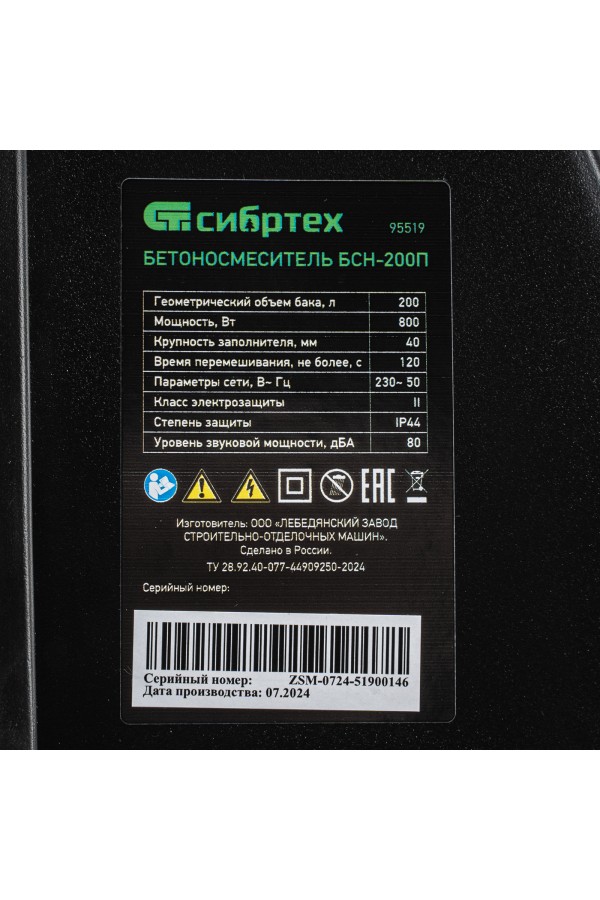 сибртех 95519
БЕТОНОСМЕСИТЕЛЬ БСН-200П
Геометрический объем бака, л 200
Мощность, Вт 800
Крупность заполнителя, мм 40
Время перемешивания, не более, с 120
Параметры сети, В~ Гц 230~ 50
Класс электрозащиты II
Степень защиты IP44
Уровень звуковой мощности, дБА 80
EAC
Изготовитель: ООО «ЛЕБЕДЯНСКИЙ ЗАВОД
СТРОИТЕЛЬНО-ОТДЕЛОЧНЫХ МАШИН».
Сделано в России.
ТУ 28.92.40-077-44909250-2024
Серийный номер:
Серийный номер: ZSM-0724-51900146
Дата производства: 07.2024